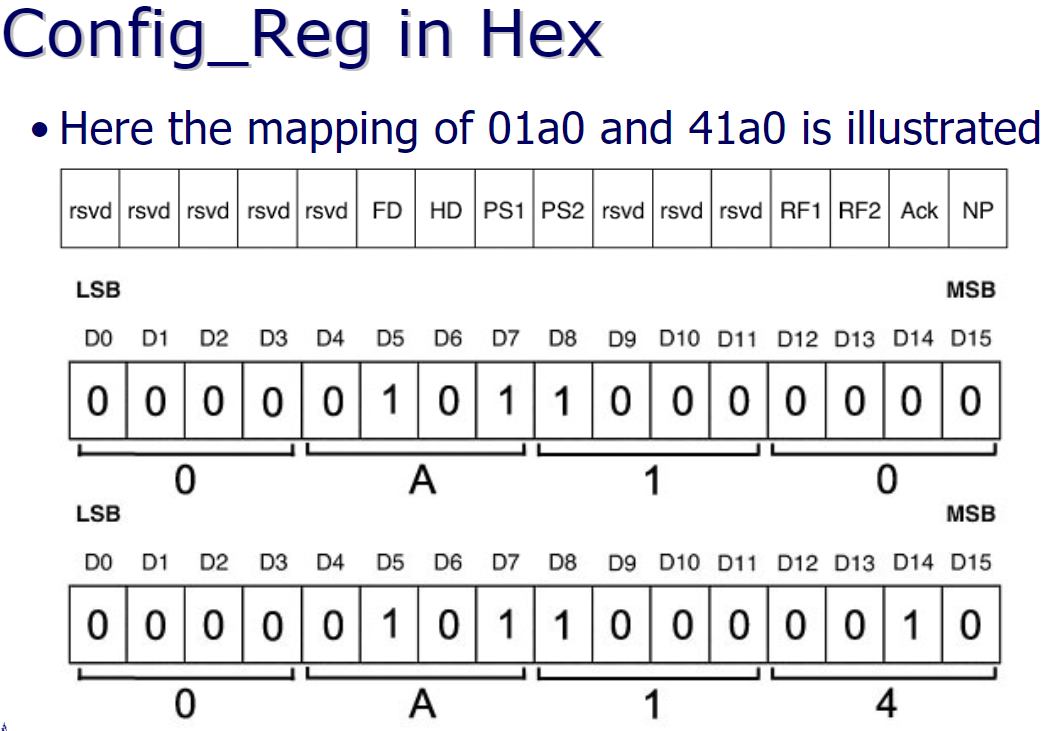 Config_Reg in Hex
• Here the mapping of 01a0 and 41a0 is illustrated
rsvd rsvd rsvd rsvd rsvd FD HD PS1 PS2 rsvd rsvd rsvd RF1 RF2 Ack NP
LSB MSB
D0 D1 D2 D3 D4 D5 D6 D7 D8 D9 D10 D11 D12 D13 D14 D15
0 0 0 0 0 1 0 1 1 0 0 0 0 0 0 0
0 A 1 0
LSB MSB
D0 D1 D2 D3 D4 D5 D6 D7 D8 D9 D10 D11 D12 D13 D14 D15
0 0 0 0 0 1 0 1 1 0 0 0 0 0 1 0
0 A 1 4